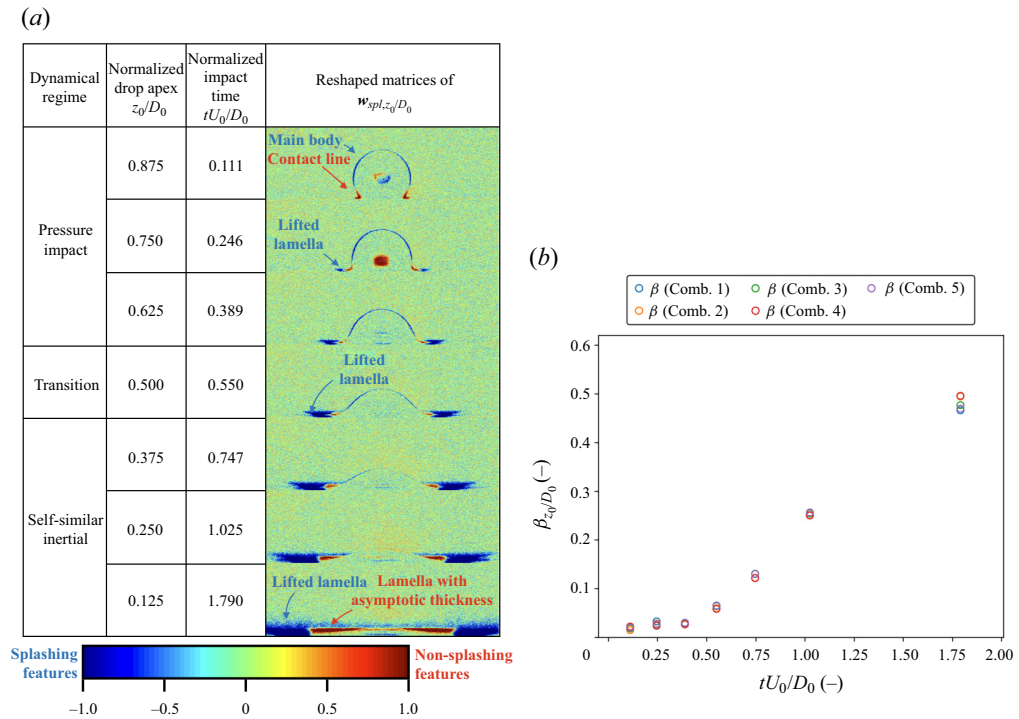 (a)
Dynamical regime
Normalized drop apex z₀/D₀
Normalized impact time tU₀/D₀
Reshaped matrices of w_{spl,z₀/D₀}
Pressure impact
0.875
0.111
Main body
Contact line
0.750
0.246
Lifted lamella
0.625
0.389
Transition
0.500
0.550
Lifted lamella
Self-similar inertial
0.375
0.747
0.250
1.025
0.125
1.790
Lifted lamella
Lamella with asymptotic thickness
Splashing features
Non-splashing features
−1.0
−0.5
0
0.5
1.0
(b)
β (Comb. 1)
β (Comb. 3)
β (Comb. 5)
β (Comb. 2)
β (Comb. 4)
0.6
0.5
0.4
0.3
0.2
0.1
β_{z₀/D₀} (–)
0
0.25
0.50
0.75
1.00
1.25
1.50
1.75
2.00
tU₀/D₀ (–)